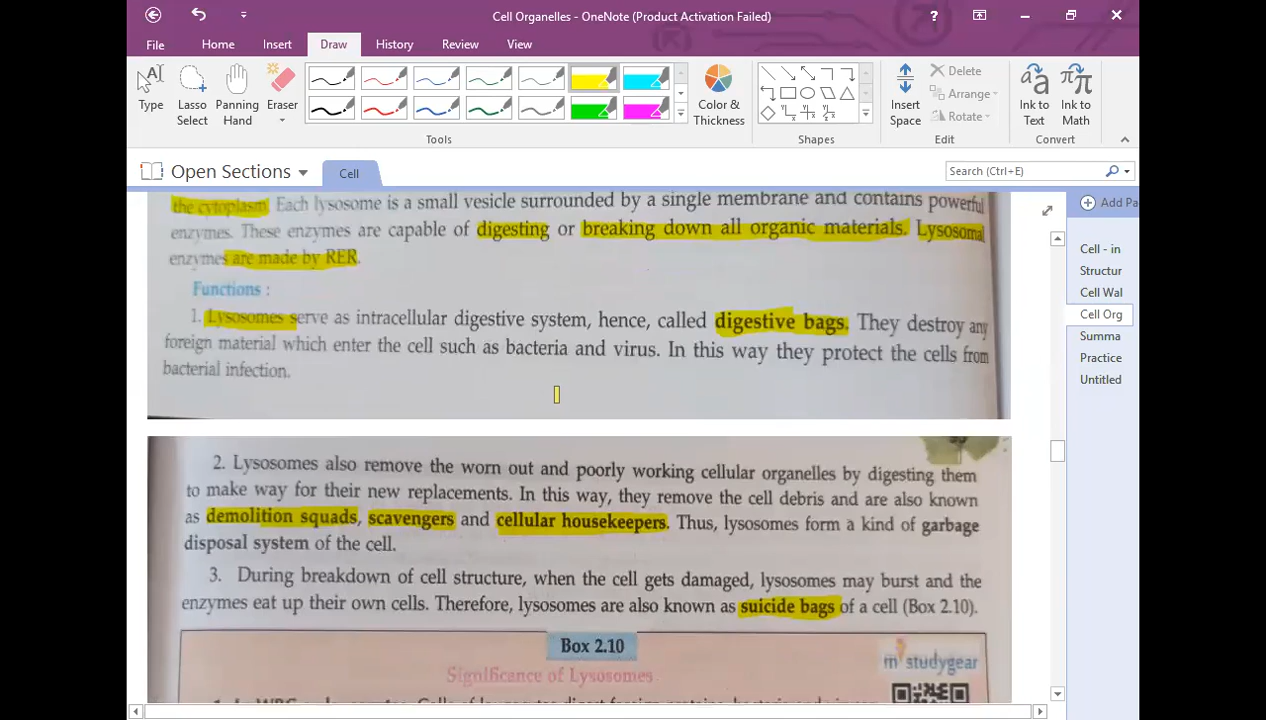 Cell Organelles - OneNote (Product Activation Failed)
?
File Home Insert Draw History Review View
Type
Lasso Select
Panning Hand
Eraser
Color & Thickness
Insert Space
Delete
Arrange
Rotate
Ink to Text
Ink to Math
Tools
Shapes
Edit
Convert
Open Sections
Cell
Search (Ctrl+E)
Add Pa
Cell - in
Structur
Cell Wal
Cell Org
Summa
Practice
Untitled
the cytoplasm. Each lysosome is a small vesicle surrounded by a single membrane and contains powerful
enzymes. These enzymes are capable of digesting or breaking down all organic materials. Lysosomal
enzymes are made by RER.
Functions :
1. Lysosomes serve as intracellular digestive system, hence, called digestive bags. They destroy any
foreign material which enter the cell such as bacteria and virus. In this way they protect the cells from
bacterial infection.
2. Lysosomes also remove the worn out and poorly working cellular organelles by digesting them
to make way for their new replacements. In this way, they remove the cell debris and are also known
as demolition squads, scavengers and cellular housekeepers. Thus, lysosomes form a kind of garbage
disposal system of the cell.
3. During breakdown of cell structure, when the cell gets damaged, lysosomes may burst and the
enzymes eat up their own cells. Therefore, lysosomes are also known as suicide bags of a cell (Box 2.10).
Box 2.10
Significance of Lysosomes
studygear